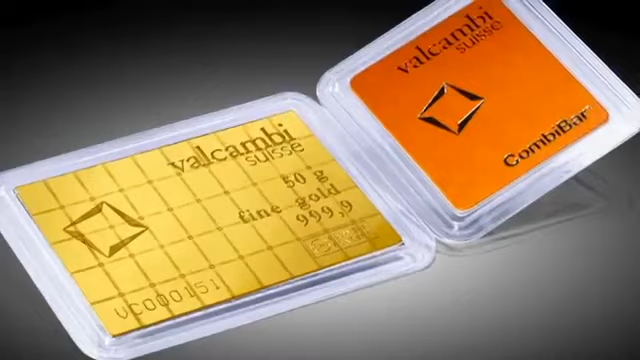 valcambi
suisse
50 g
fine gold
999,9
VC000151
valcambi
suisse
CombiBar